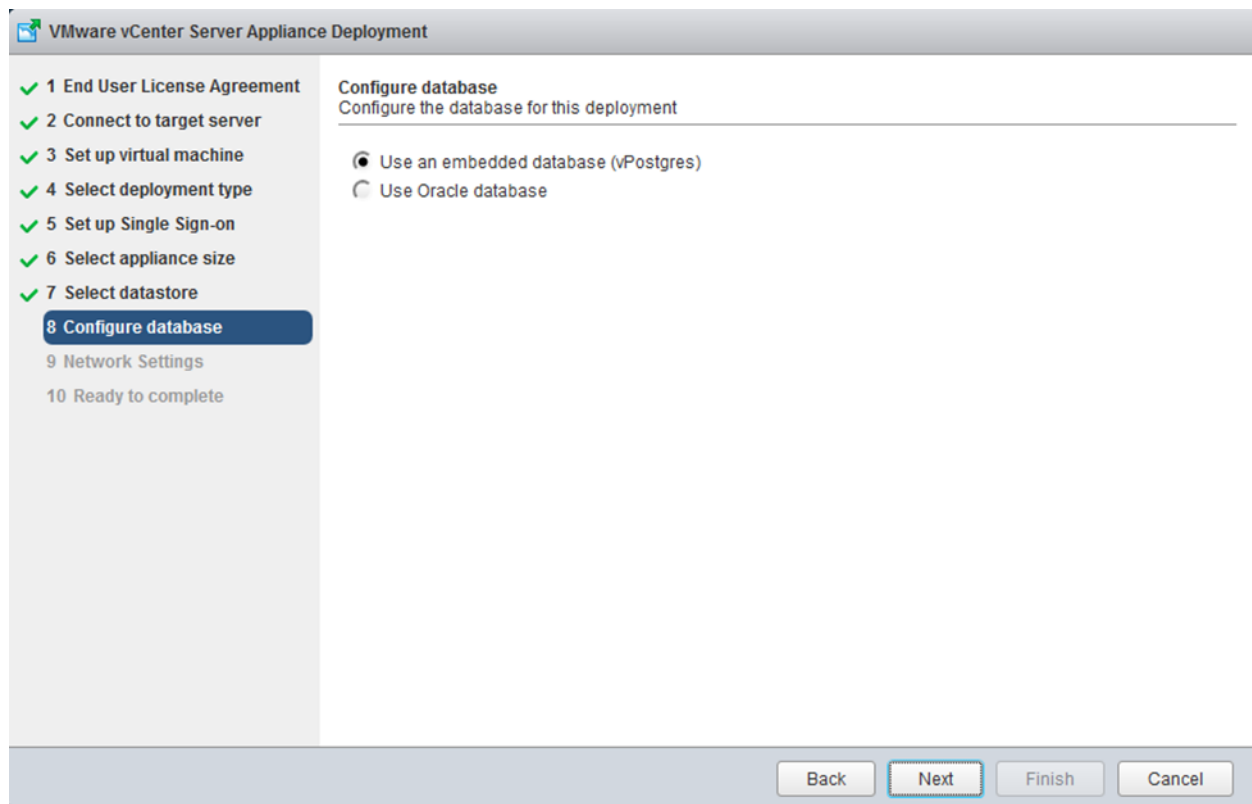 VMware vCenter Server Appliance Deployment
1 End User License Agreement
2 Connect to target server
3 Set up virtual machine
4 Select deployment type
5 Set up Single Sign-on
6 Select appliance size
7 Select datastore
8 Configure database
9 Network Settings
10 Ready to complete
Configure database
Configure the database for this deployment
Use an embedded database (vPostgres)
Use Oracle database
Back
Next
Finish
Cancel